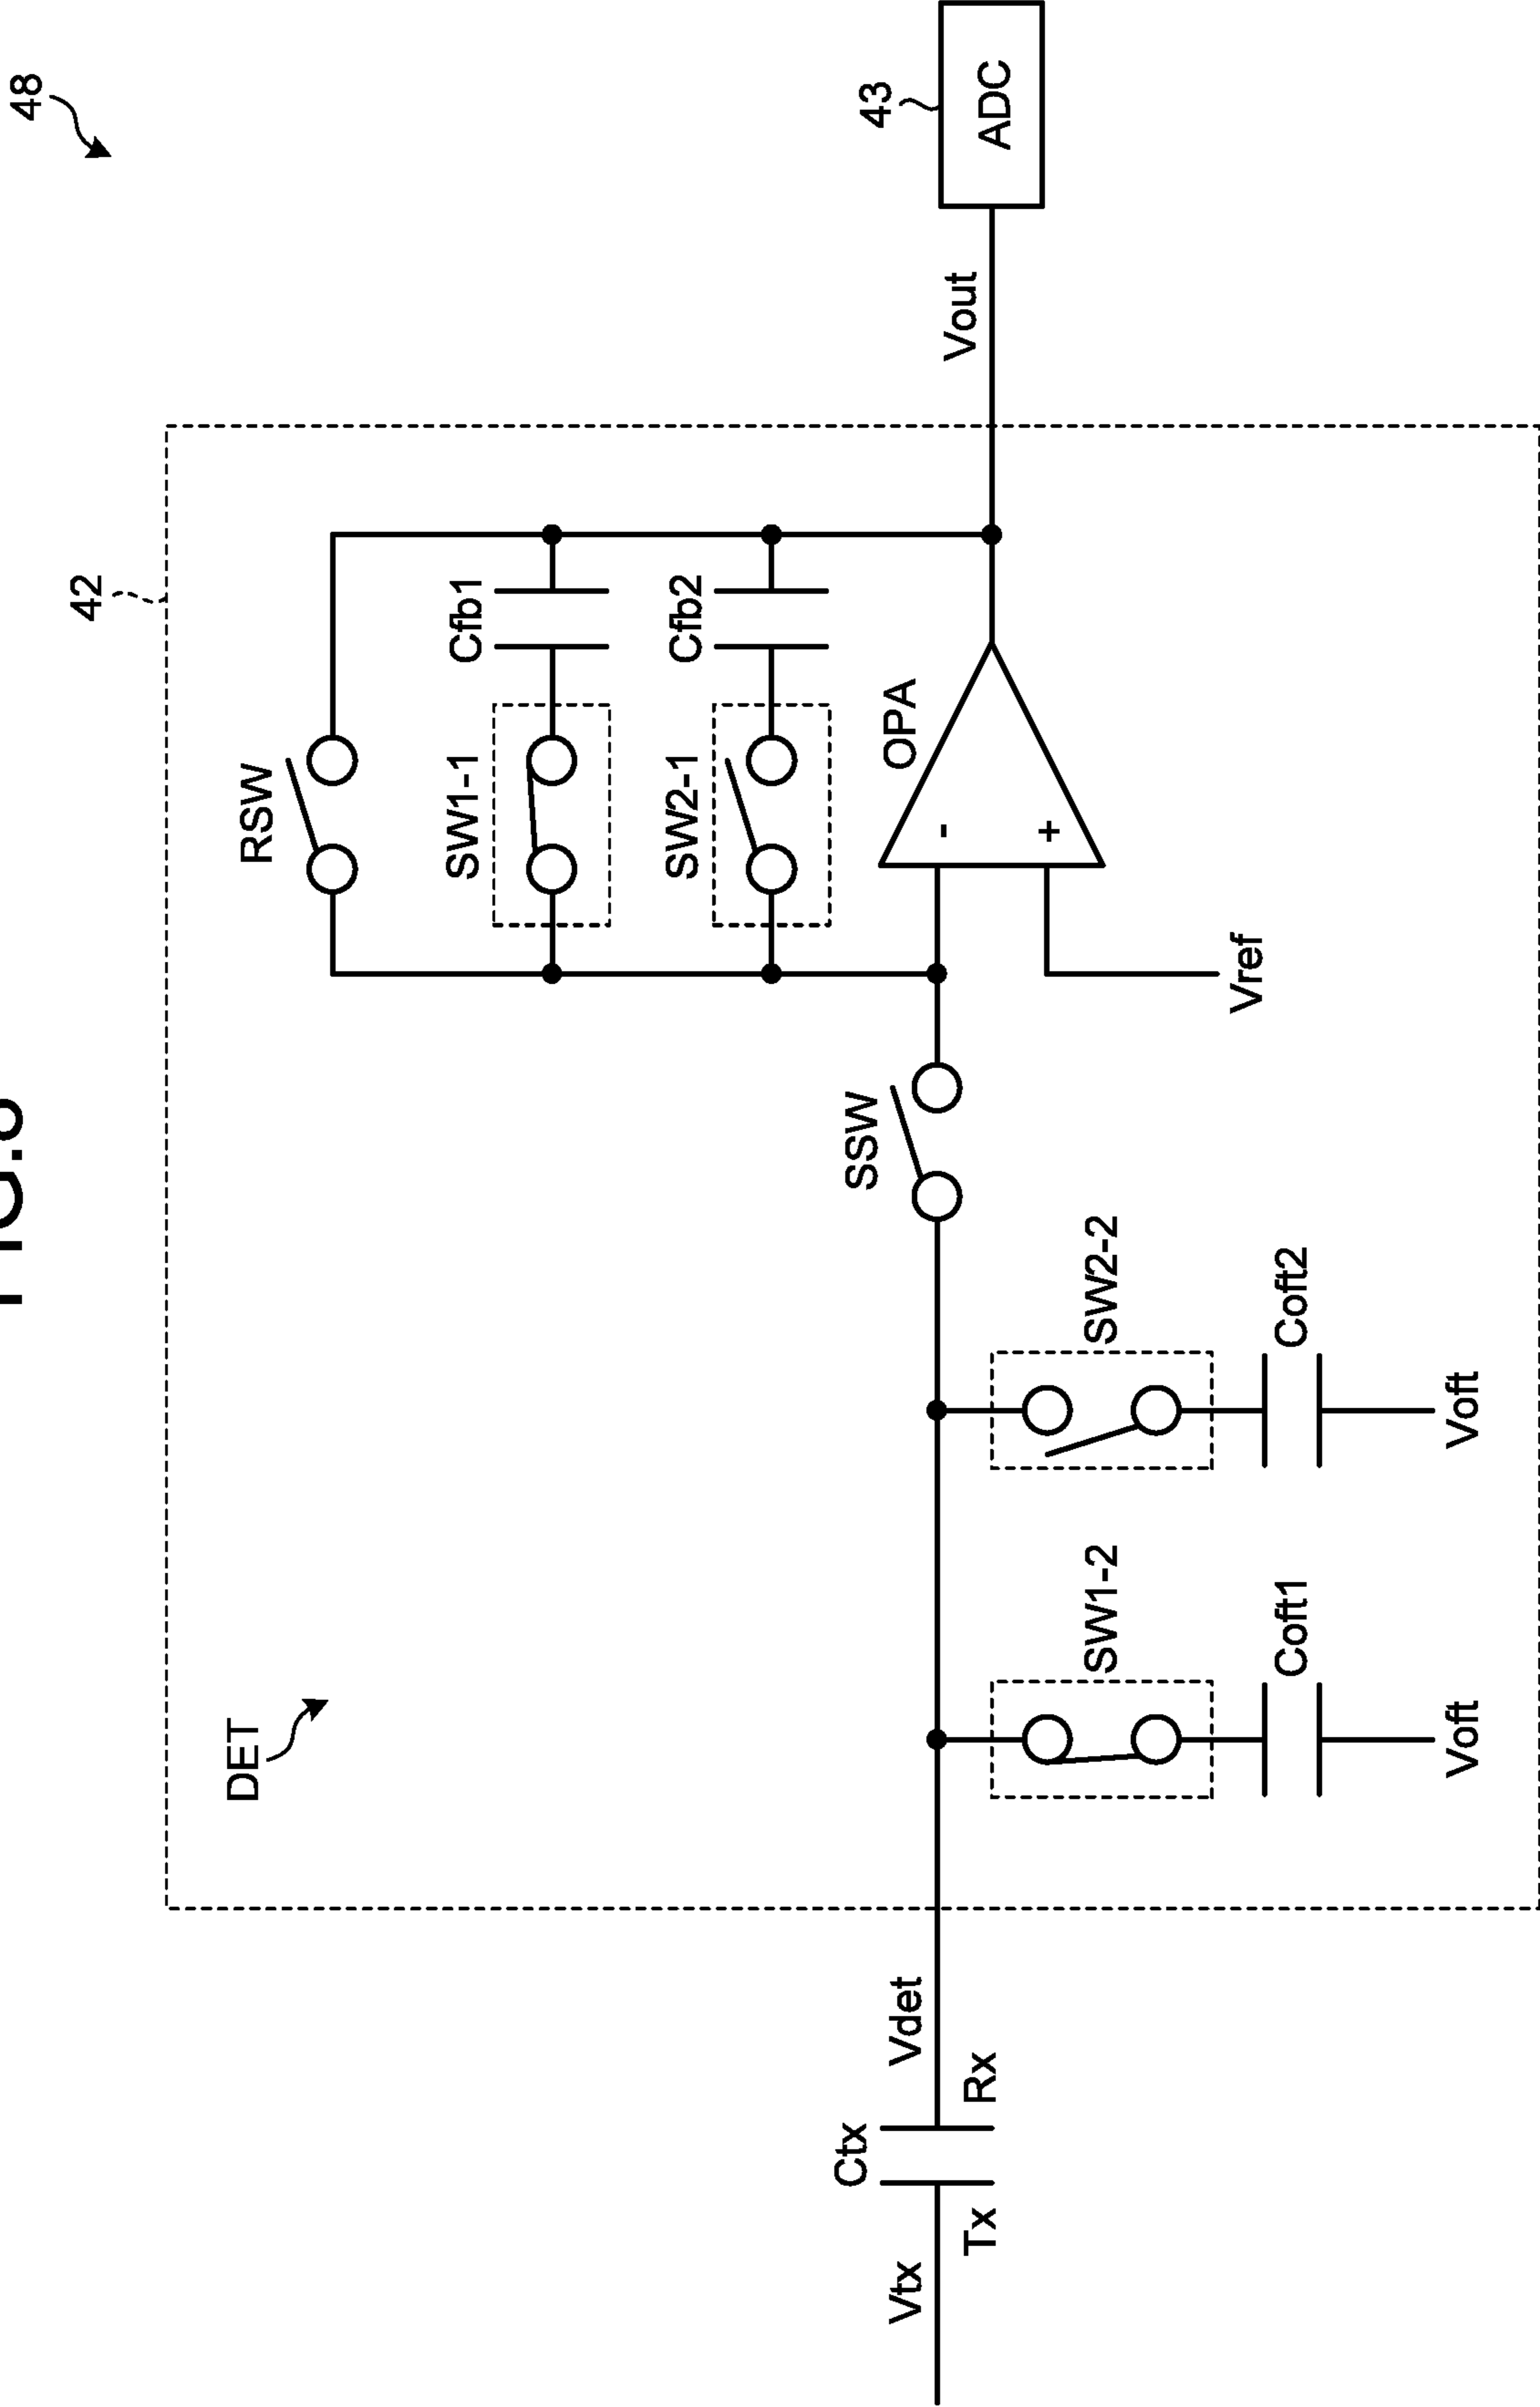 48
42
43
ADC
Vout
RSW
SW1-1
Cfb1
SW2-1
Cfb2
OPA
-
+
Vref
SSW
DET
SW1-2
Coft1
Voft
SW2-2
Coft2
Voft
Vtx
Ctx
Tx
Rx
Vdet